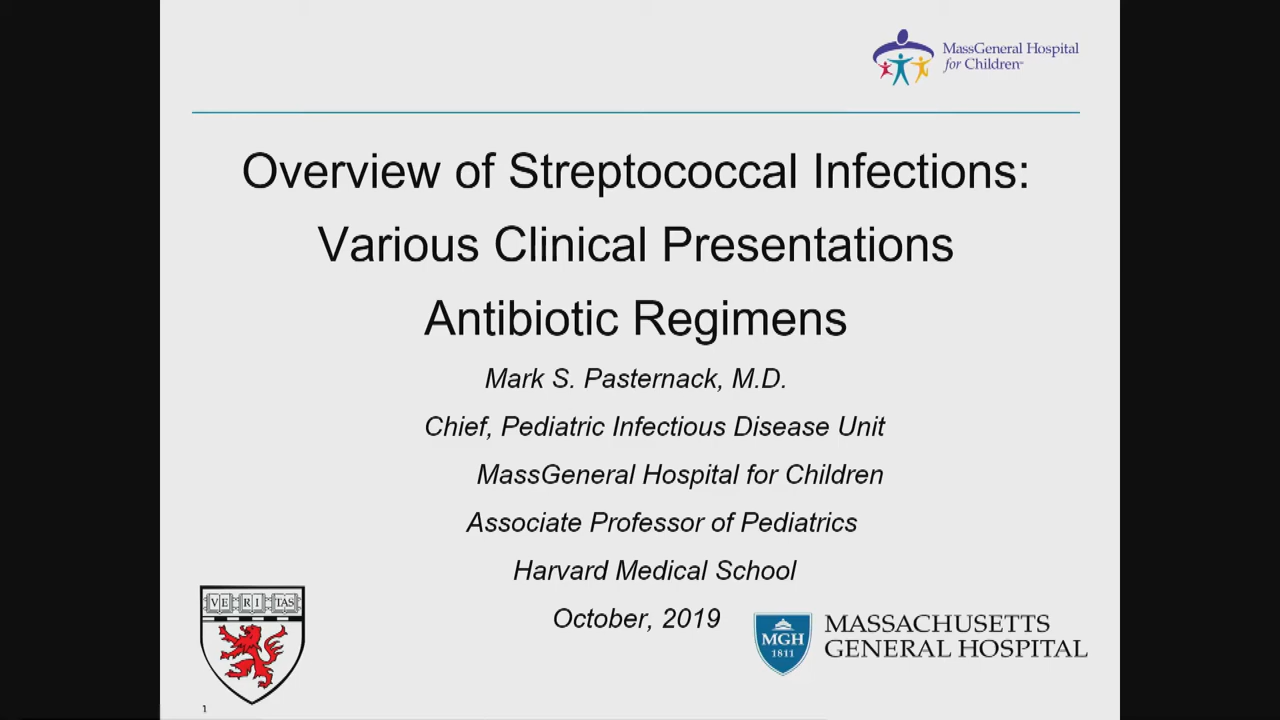 MassGeneral Hospital
for Children™
Overview of Streptococcal Infections:
Various Clinical Presentations
Antibiotic Regimens
Mark S. Pasternack, M.D.
Chief, Pediatric Infectious Disease Unit
MassGeneral Hospital for Children
Associate Professor of Pediatrics
Harvard Medical School
October, 2019
VE RI TAS
MGH
1811
MASSACHUSETTS
GENERAL HOSPITAL
1